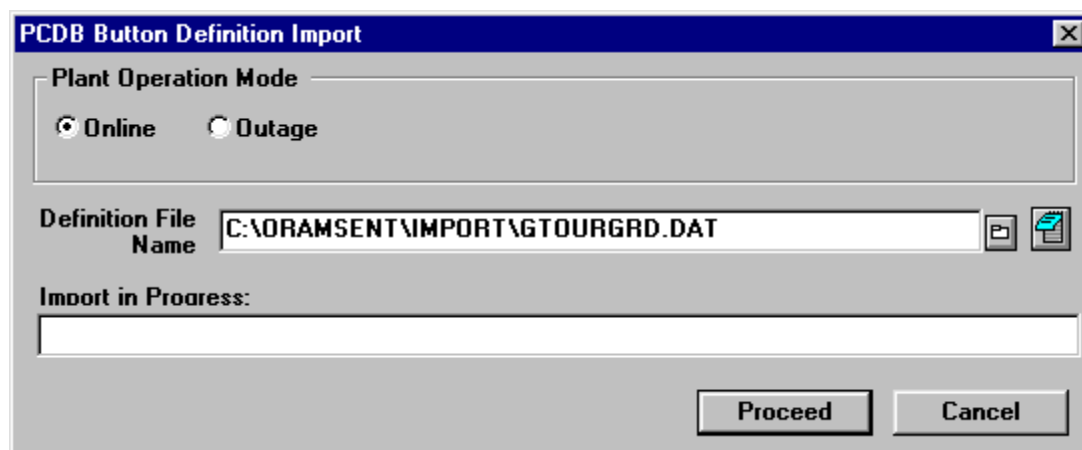 PCDB Button Definition Import
Plant Operation Mode
Online Outage
Definition File
Name
C:\ORAMSENT\IMPORT\GTOURGRD.DAT
Import in Progress:
Proceed Cancel